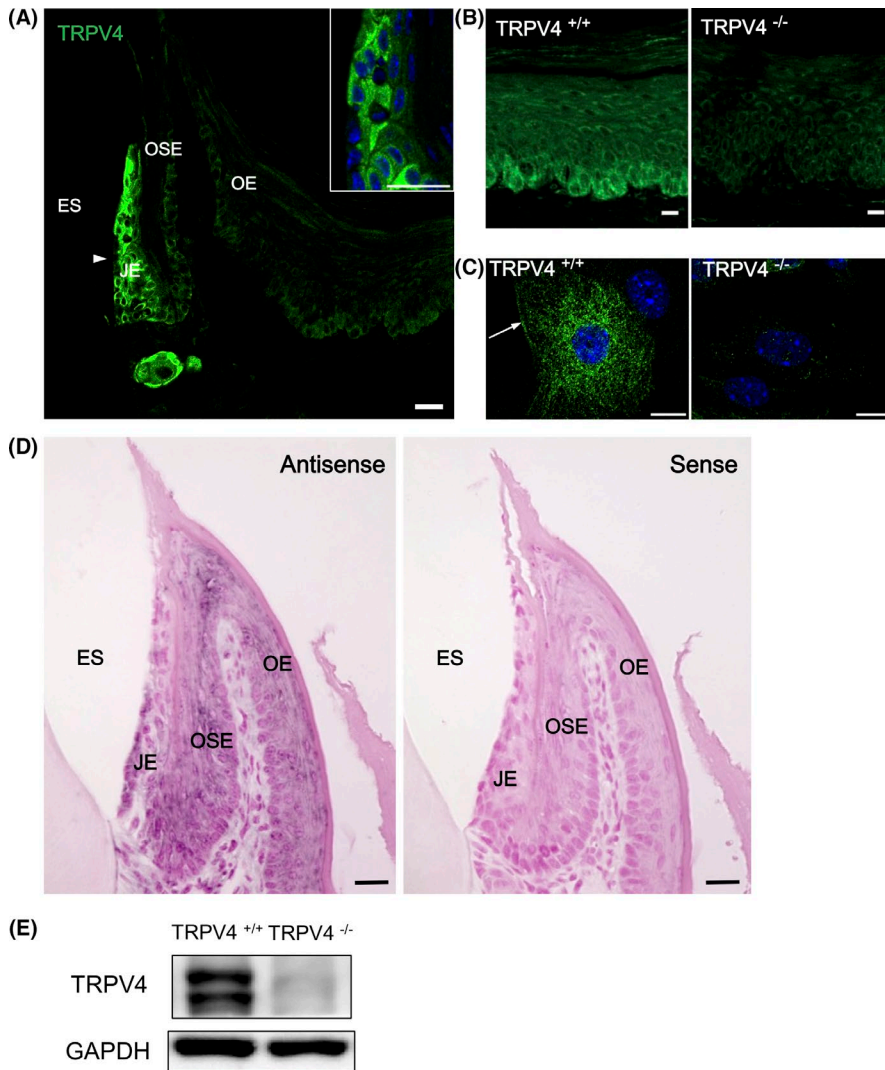 (A)
TRPV4
OSE
OE
ES
JE
(B)
TRPV4 +/+
TRPV4 -/-
(C)
TRPV4 +/+
TRPV4 -/-
(D)
Antisense
ES
OE
OSE
JE
Sense
ES
OE
OSE
JE
(E)
TRPV4 +/+ TRPV4 -/-
TRPV4
GAPDH